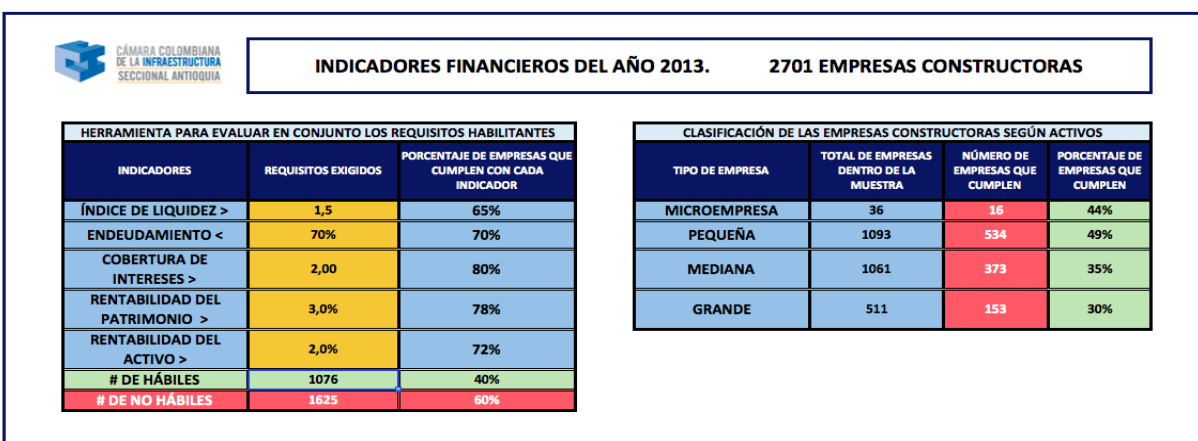 CÁMARA COLOMBIANA
DE LA INFRAESTRUCTURA
SECCIONAL ANTIOQUIA
INDICADORES FINANCIEROS DEL AÑO 2013. 2701 EMPRESAS CONSTRUCTORAS
HERRAMIENTA PARA EVALUAR EN CONJUNTO LOS REQUISITOS HABILITANTES
INDICADORES
REQUISITOS EXIGIDOS
PORCENTAJE DE EMPRESAS QUE
CUMPLEN CON CADA
INDICADOR
ÍNDICE DE LIQUIDEZ > 1,5 65%
ENDEUDAMIENTO < 70% 70%
COBERTURA DE
INTERESES > 2,00 80%
RENTABILIDAD DEL
PATRIMONIO > 3,0% 78%
RENTABILIDAD DEL
ACTIVO > 2,0% 72%
# DE HÁBILES 1076 40%
# DE NO HÁBILES 1625 60%
CLASIFICACIÓN DE LAS EMPRESAS CONSTRUCTORAS SEGÚN ACTIVOS
TIPO DE EMPRESA
TOTAL DE EMPRESAS
DENTRO DE LA
MUESTRA
NÚMERO DE
EMPRESAS QUE
CUMPLEN
PORCENTAJE DE
EMPRESAS QUE
CUMPLEN
MICROEMPRESA 36 16 44%
PEQUEÑA 1093 534 49%
MEDIANA 1061 373 35%
GRANDE 511 153 30%